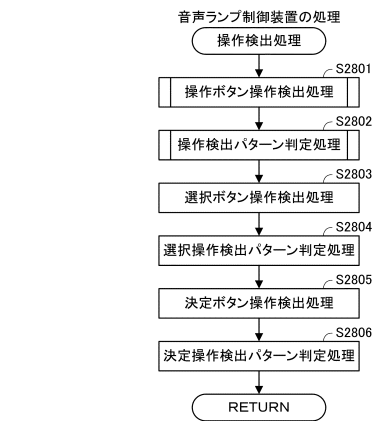 音声ランプ制御装置の処理
操作検出処理
S2801
操作ボタン操作検出処理
S2802
操作検出パターン判定処理
S2803
選択ボタン操作検出処理
S2804
選択操作検出パターン判定処理
S2805
決定ボタン操作検出処理
S2806
決定操作検出パターン判定処理
RETURN